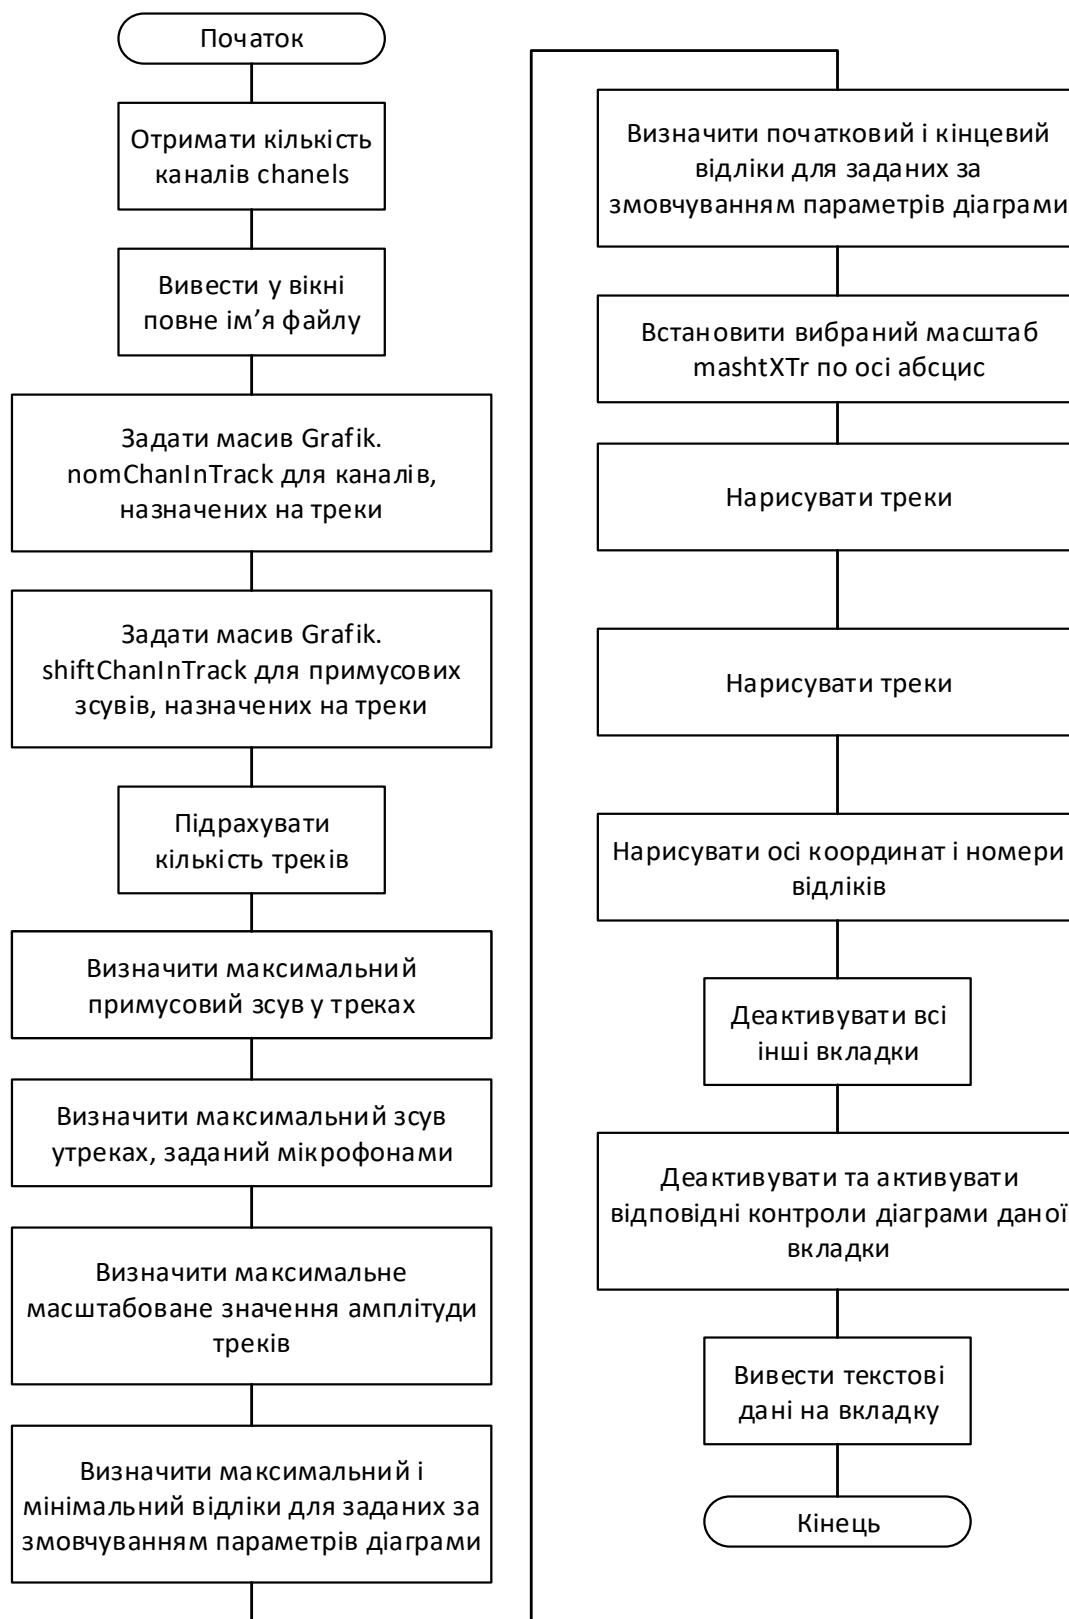 Початок
Отримати кількість
каналів chanels
Вивести у вікні
повне ім’я файлу
Задати масив Grafik.
nomChanInTrack для каналів,
назначених на треки
Задати масив Grafik.
shiftChanInTrack для примусових
зсувів, назначених на треки
Підрахувати
кількість треків
Визначити максимальний
примусовий зсув у треках
Визначити максимальний зсув
утреках, заданий мікрофонами
Визначити максимальне
масштабоване значення амплітуди
треків
Визначити максимальний і
мінімальний відліки для заданих за
змовчуванням параметрів діаграми
Визначити початковий і кінцевий
відліки для заданих за
змовчуванням параметрів діаграми
Встановити вибраний масштаб
mashtXTr по осі абсцис
Нарисувати треки
Нарисувати треки
Нарисувати осі координат і номери
відліків
Деактивувати всі
інші вкладки
Деактивувати та активувати
відповідні контроли діаграми даної
вкладки
Вивести текстові
дані на вкладку
Кінець